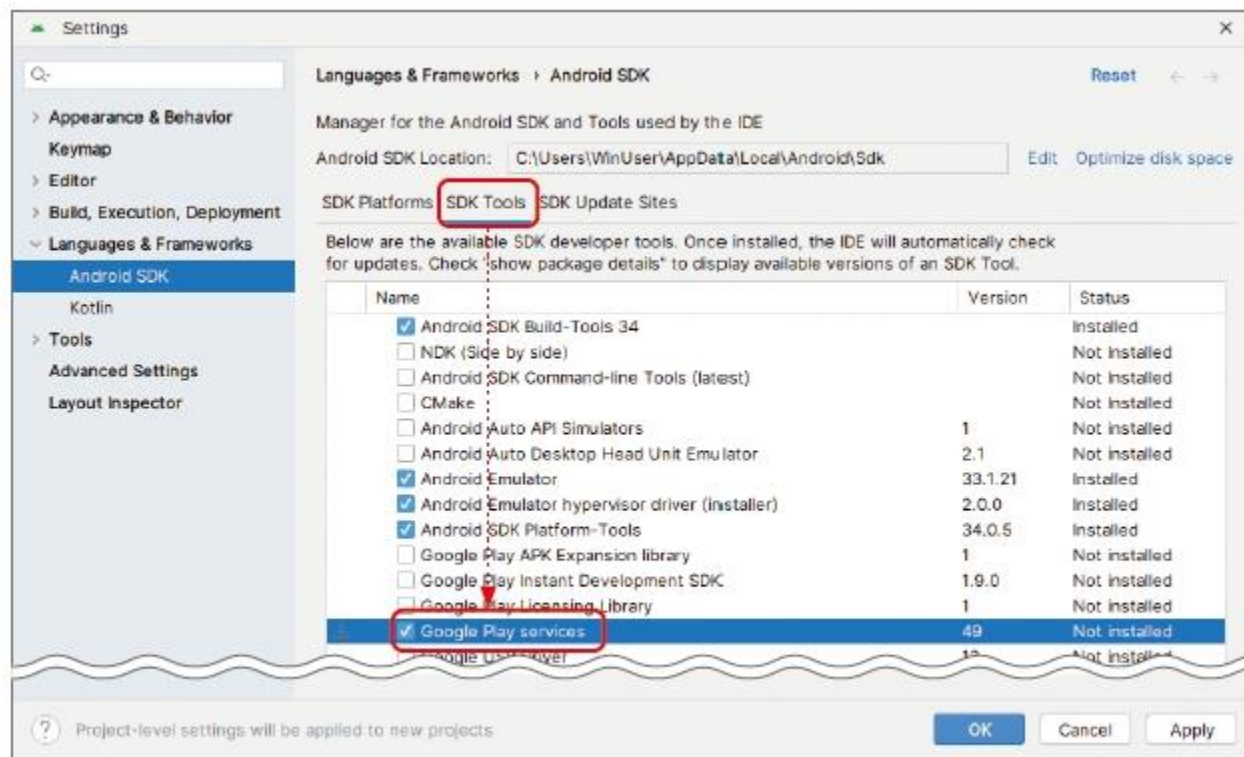 Settings
Languages & Frameworks › Android SDK Reset
Appearance & Behavior
Keymap
Editor
Build, Execution, Deployment
Languages & Frameworks
Android SDK
Kotlin
Tools
Advanced Settings
Layout Inspector
Manager for the Android SDK and Tools used by the IDE
Android SDK Location: C:\Users\WinUser\AppData\Local\Android\Sdk Edit Optimize disk space
SDK Platforms SDK Tools SDK Update Sites
Below are the available SDK developer tools. Once installed, the IDE will automatically check
for updates. Check "show package details" to display available versions of an SDK Tool.
Name Version Status
Android SDK Build-Tools 34 Installed
NDK (Side by side) Not Installed
Android SDK Command-line Tools (latest) Not Installed
CMake Not Installed
Android Auto API Simulators 1 Not installed
Android Auto Desktop Head Unit Emulator 2.1 Not installed
Android Emulator 33.1.21 Installed
Android Emulator hypervisor driver (installer) 2.0.0 Installed
Android SDK Platform-Tools 34.0.5 Installed
Google Play APK Expansion library 1 Not installed
Google Play Instant Development SDK 1.9.0 Not installed
Google Play Licensing Library 1 Not installed
Google Play services 49 Not installed
Google USB Driver 13 Not installed
? Project-level settings will be applied to new projects OK Cancel Apply